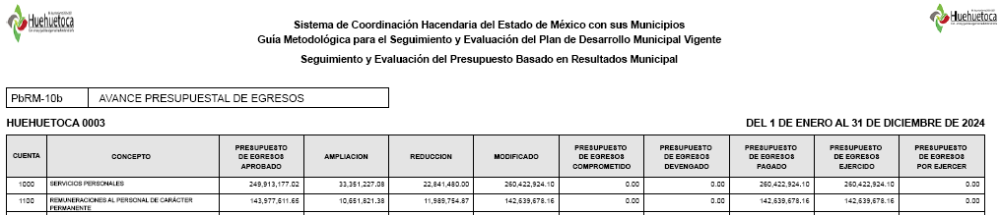 Huehuetoca
Huehuetoca
Sistema de Coordinación Hacendaria del Estado de México con sus Municipios
Guía Metodológica para el Seguimiento y Evaluación del Plan de Desarrollo Municipal Vigente
Seguimiento y Evaluación del Presupuesto Basado en Resultados Municipal
PbRM-10b AVANCE PRESUPUESTAL DE EGRESOS
HUEHUETOCA 0003 DEL 1 DE ENERO AL 31 DE DICIEMBRE DE 2024
CUENTA CONCEPTO PRESUPUESTO DE EGRESOS APROBADO AMPLIACION REDUCCION MODIFICADO PRESUPUESTO DE EGRESOS COMPROMETIDO PRESUPUESTO DE EGRESOS DEVENGADO PRESUPUESTO DE EGRESOS PAGADO PRESUPUESTO DE EGRESOS EJERCIDO PRESUPUESTO DE EGRESOS POR EJERCER
1000 SERVICIOS PERSONALES 249,913,177.02 33,351,227.08 22,841,480.00 260,422,924.10 0.00 0.00 260,422,924.10 260,422,924.10 0.00
1100 REMUNERACIONES AL PERSONAL DE CARÁCTER PERMANENTE 143,977,611.65 10,651,821.38 11,989,754.87 142,639,678.16 0.00 0.00 142,639,678.16 142,639,678.16 0.00